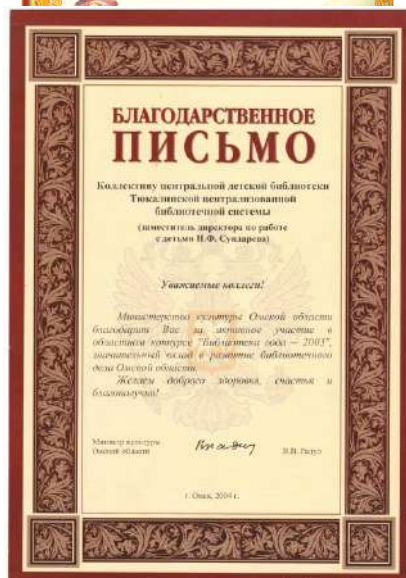 БЛАГОДАРСТВЕННОЕ
ПИСЬМО
Коллективу центральной детской библиотеки
Тюкалинской централизованной
библиотечной системы
(заместитель директора по работе
с детьми Н.Ф.
Уважаемые коллеги!
Министерство культуры Омской области
благодарит Вас за активное участие в
областном конкурсе "Библиотека года – 2003",
значительный вклад в развитие библиотечного
дела Омской области.
Желаем доброго здоровья, счастья и
благополучия!
Министр культуры
Омской области
В.И. Радул
г. Омск, 2004 г.